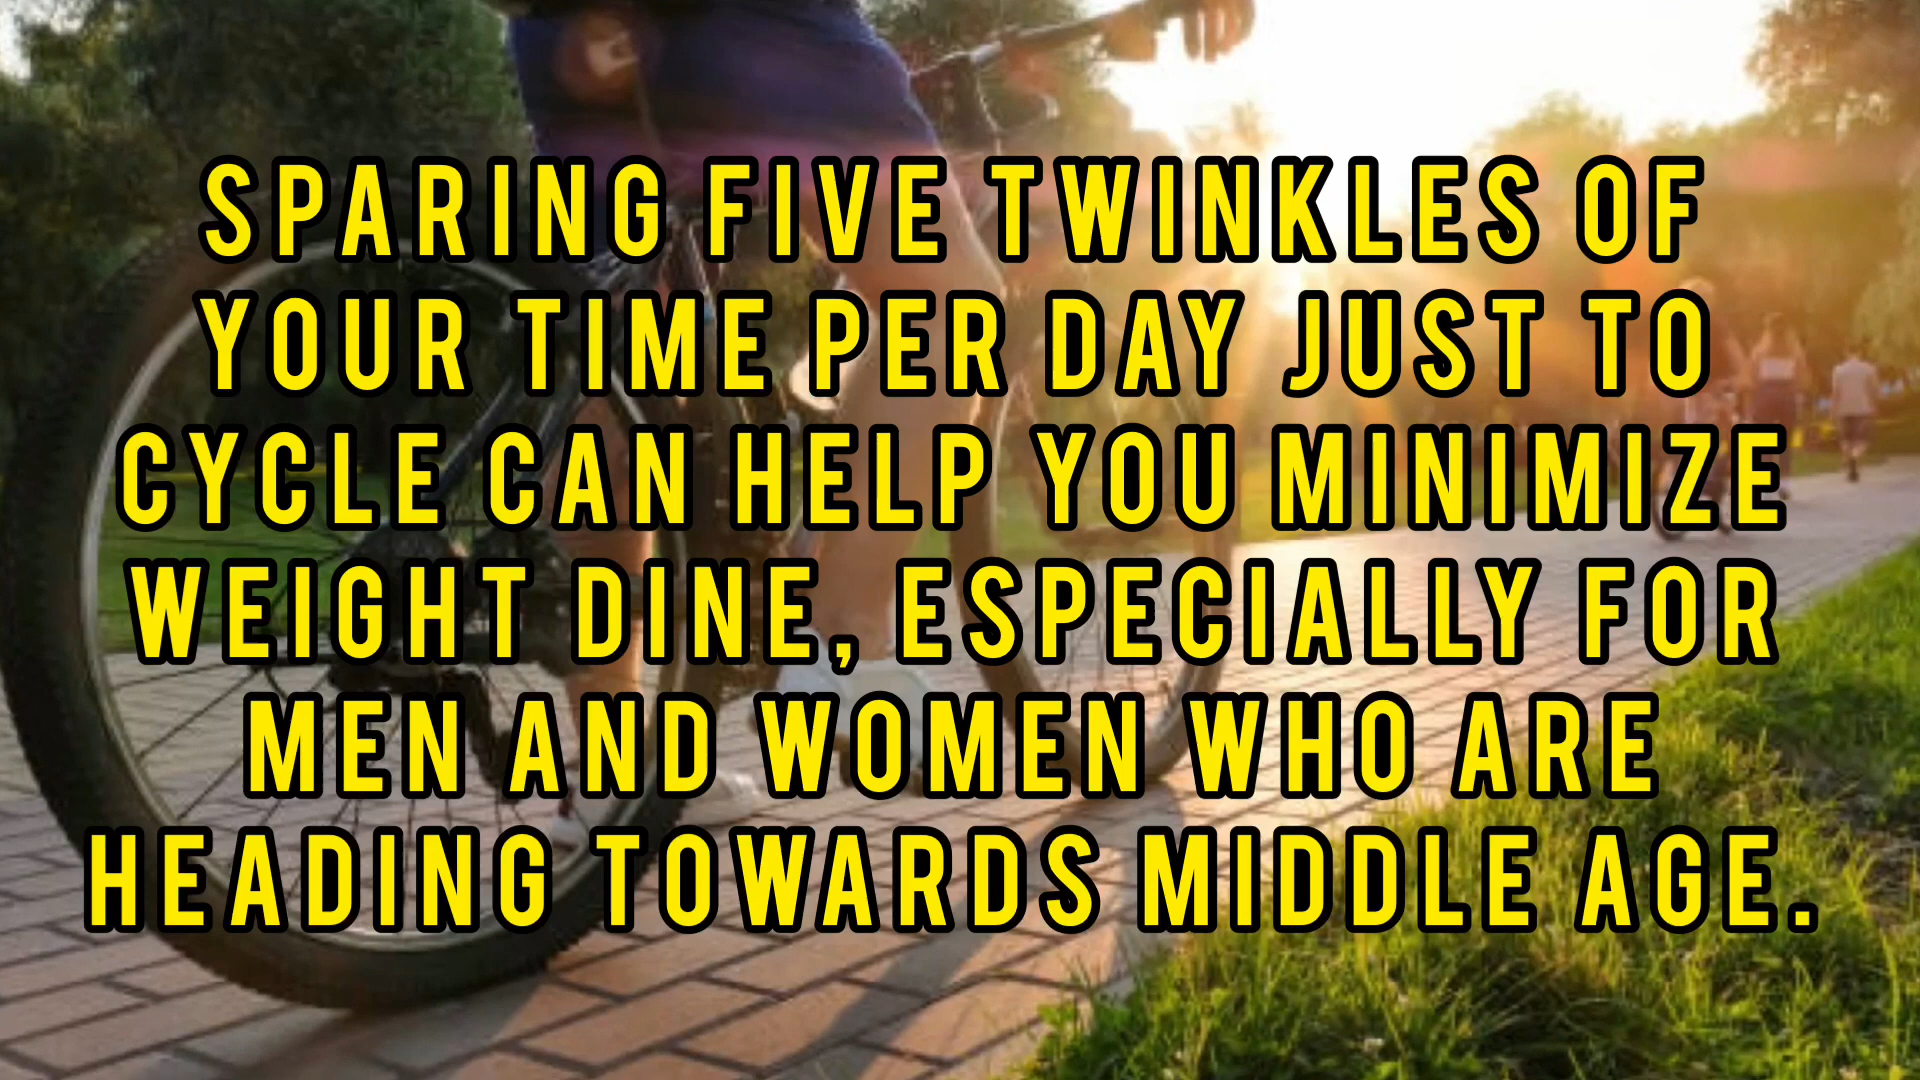 SPARING FIVE TWINKLES OF
YOUR TIME PER DAY JUST TO
CYCLE CAN HELP YOU MINIMIZE
WEIGHT DINE, ESPECIALLY FOR
MEN AND WOMEN WHO ARE
HEADING TOWARDS MIDDLE AGE.